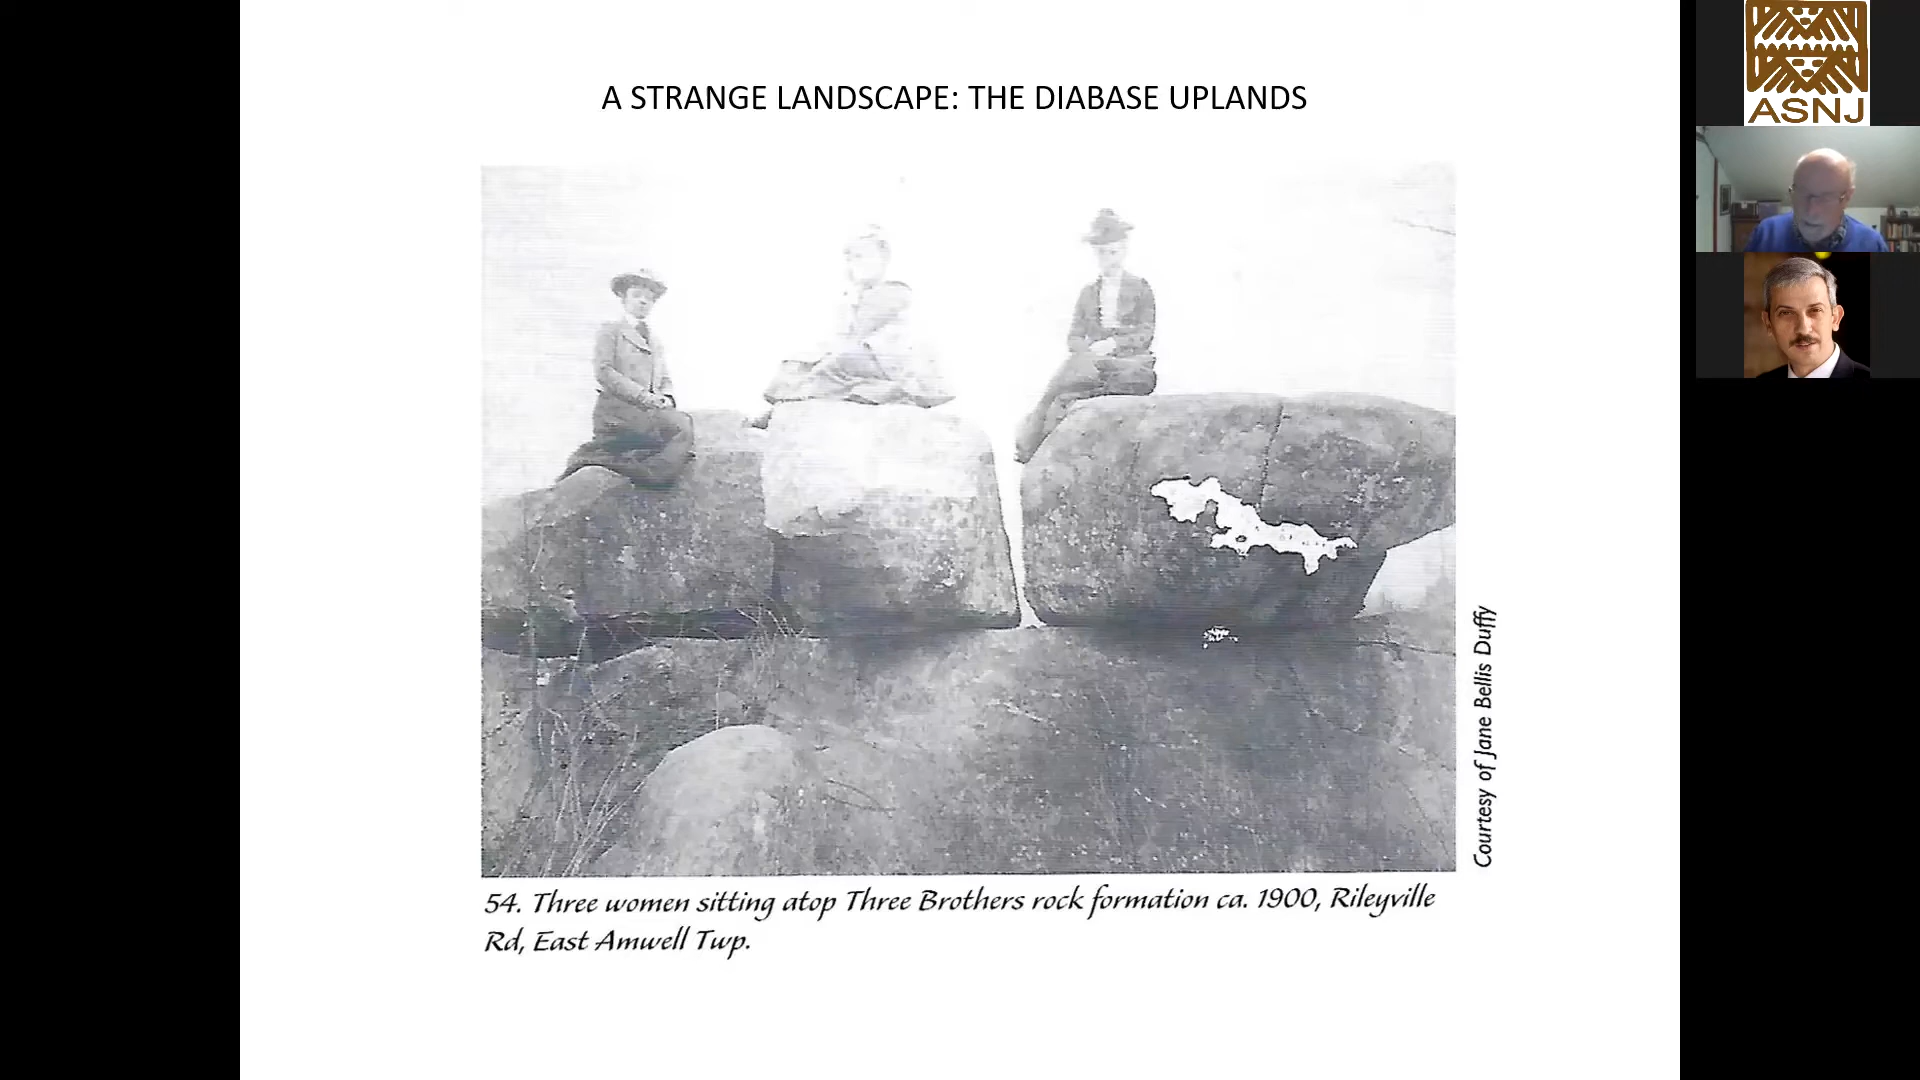 A STRANGE LANDSCAPE: THE DIABASE UPLANDS
ASNJ
Courtesy of Jane Bellis Duffy
54. Three women sitting atop Three Brothers rock formation ca. 1900, Rileyville
Rd, East Amwell Twp.